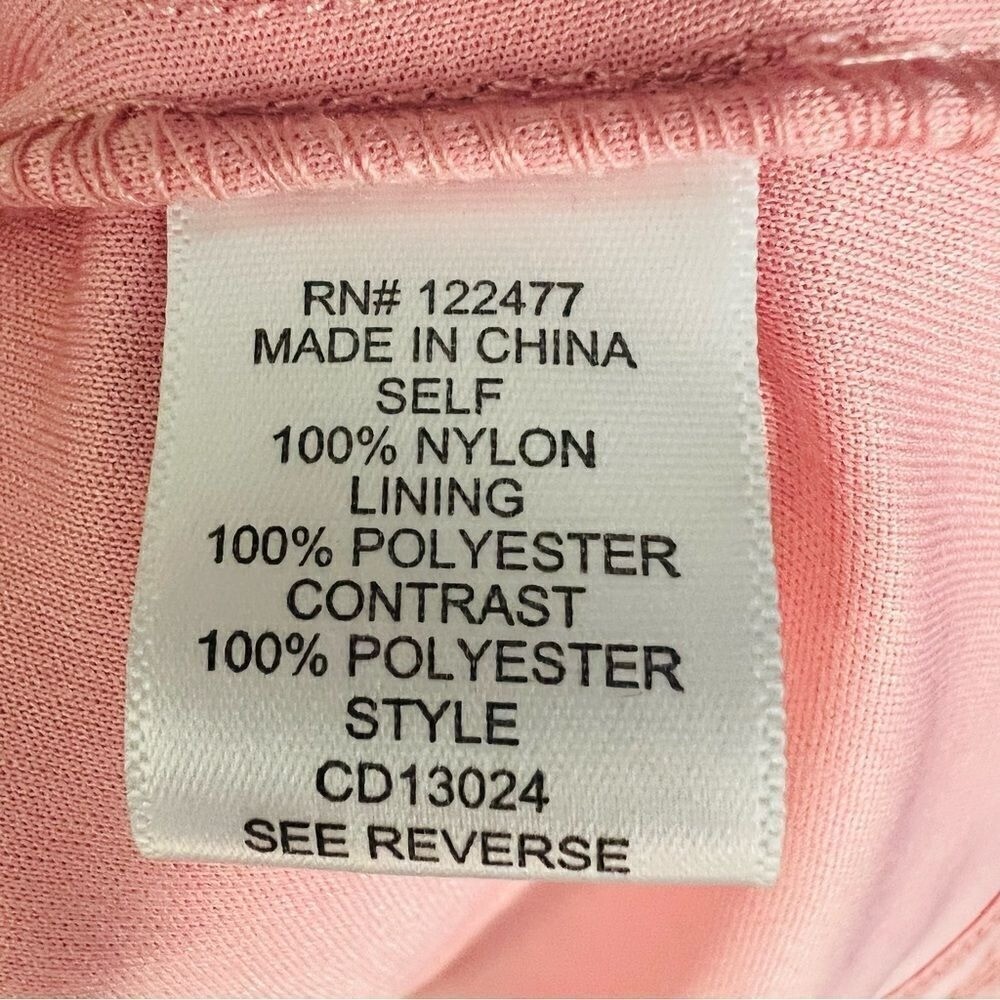 RN# 122477
MADE IN CHINA
SELF
100% NYLON
LINING
100% POLYESTER
CONTRAST
100% POLYESTER
STYLE
CD13024
SEE REVERSE